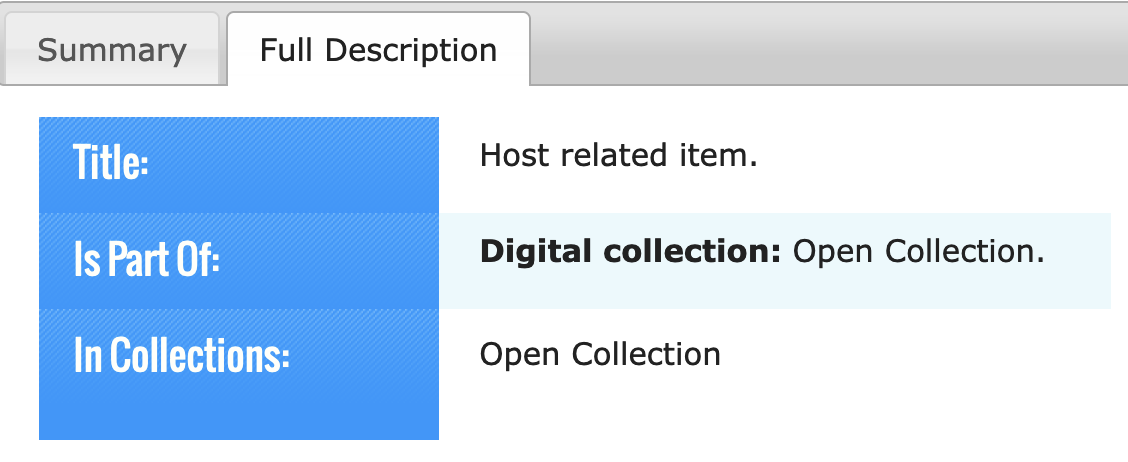 Summary Full Description
Title: Host related item.
Is Part Of: Digital collection: Open Collection.
In Collections: Open Collection